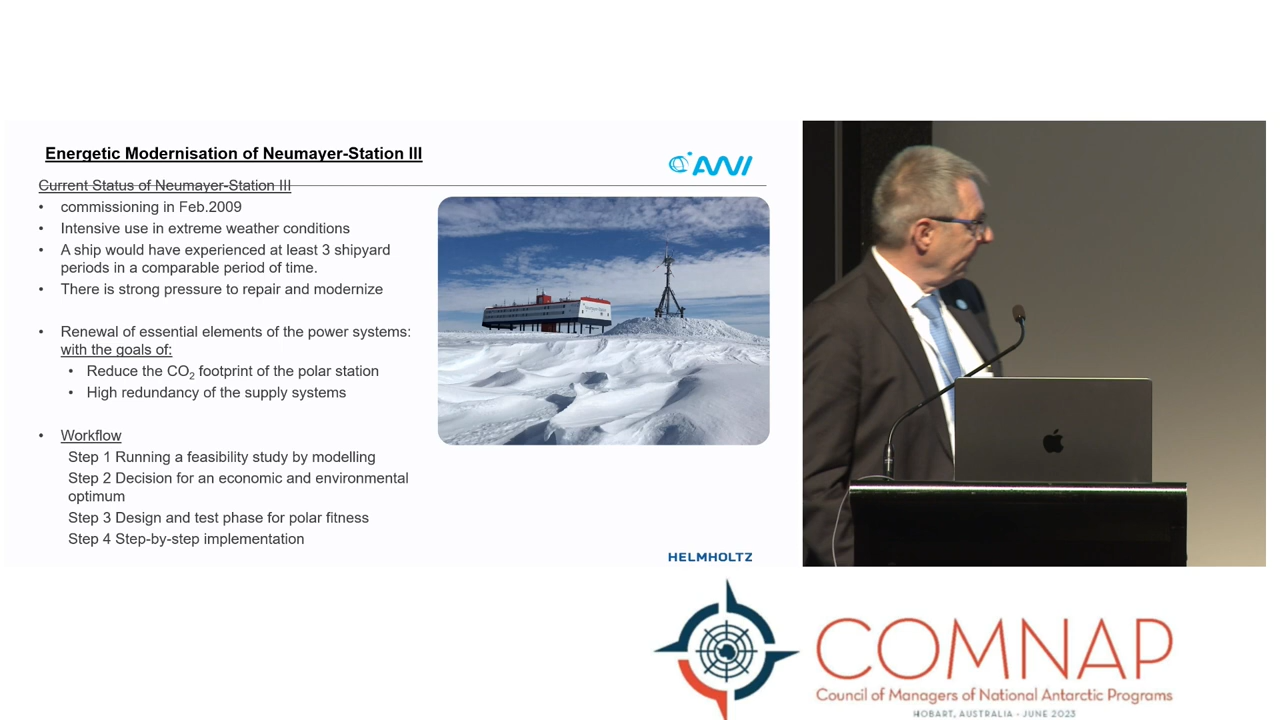 Energetic Modernisation of Neumayer-Station III
AWI
Current Status of Neumayer-Station III
• commissioning in Feb.2009
• Intensive use in extreme weather conditions
• A ship would have experienced at least 3 shipyard
periods in a comparable period of time.
• There is strong pressure to repair and modernize
• Renewal of essential elements of the power systems:
with the goals of:
• Reduce the CO₂ footprint of the polar station
• High redundancy of the supply systems
• Workflow
Step 1 Running a feasibility study by modelling
Step 2 Decision for an economic and environmental
optimum
Step 3 Design and test phase for polar fitness
Step 4 Step-by-step implementation
HELMHOLTZ
COMNAP
Council of Managers of National Antarctic Programs
HOBART, AUSTRALIA - JUNE 2023